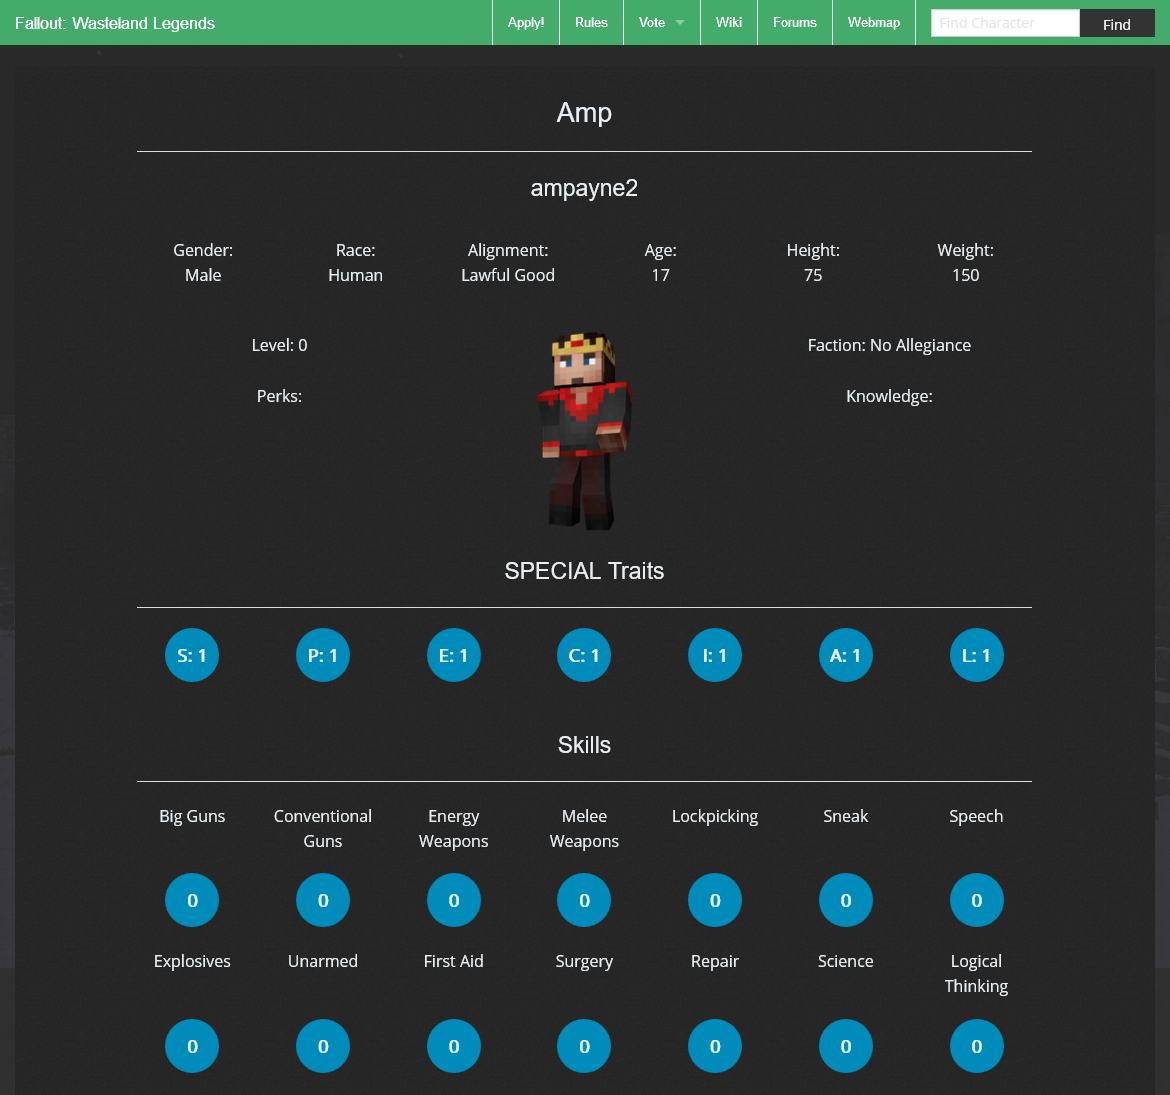 Fallout: Wasteland Legends
Apply!
Rules
Vote
Wiki
Forums
Webmap
Find Character
Find
Amp
ampayne2
Gender: Race: Alignment: Age: Height: Weight:
Male Human Lawful Good 17 75 150
Level: 0
Faction: No Allegiance
Perks:
Knowledge:
SPECIAL Traits
S: 1 P: 1 E: 1 C: 1 I: 1 A: 1 L: 1
Skills
Big Guns Conventional Energy Melee Lockpicking Sneak Speech
Guns Weapons Weapons
0 0 0 0 0 0 0
Explosives Unarmed First Aid Surgery Repair Science Logical
Thinking
0 0 0 0 0 0 0